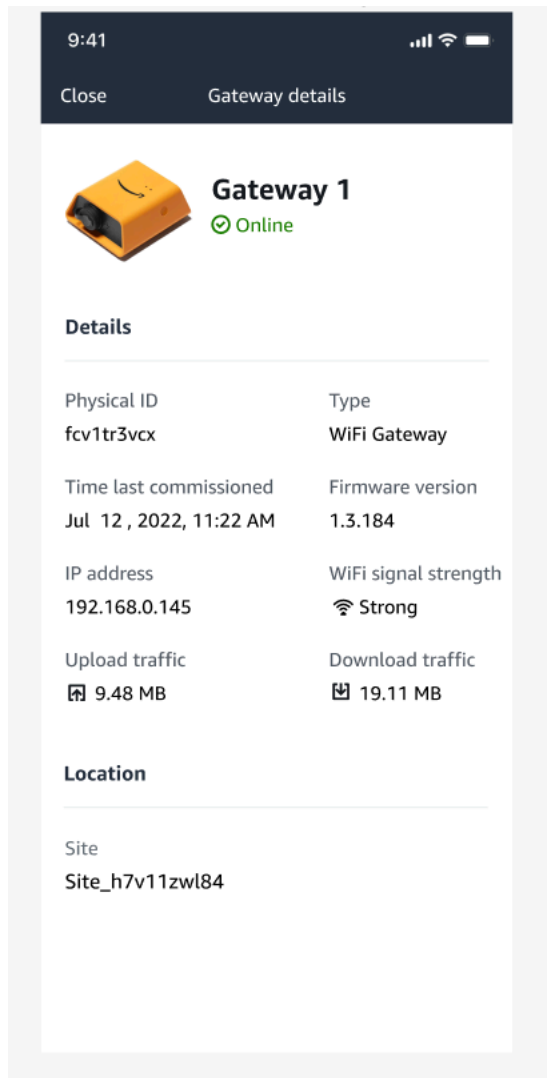 9:41
Close Gateway details
Gateway 1
Online
Details
Physical ID Type
fcv1tr3vcx WiFi Gateway
Time last commissioned Firmware version
Jul 12 , 2022, 11:22 AM 1.3.184
IP address WiFi signal strength
192.168.0.145 Strong
Upload traffic Download traffic
9.48 MB 19.11 MB
Location
Site
Site_h7v11zwl84